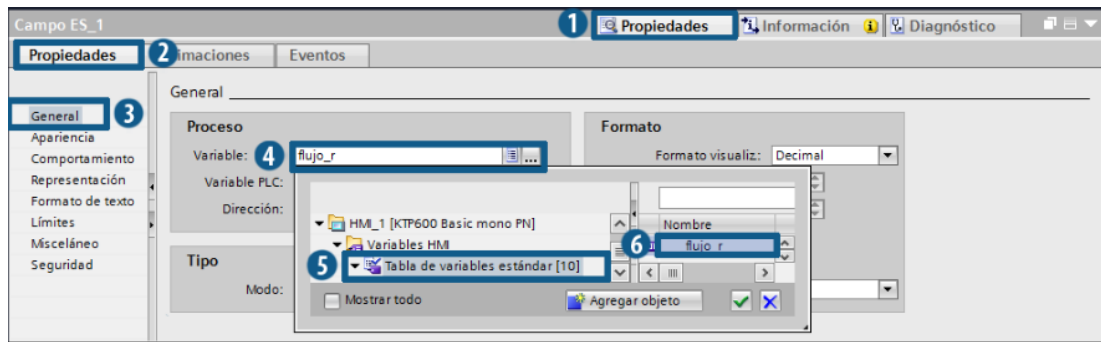 Campo ES_1
1
Propiedades
Información
Diagnóstico
Propiedades
2
imaciones
Eventos
General
General
3
Apariencia
Comportamiento
Representación
Formato de texto
Límites
Misceláneo
Seguridad
Proceso
Variable:
4
flujo_r
...
Variable PLC:
Dirección:
Formato
Formato visualiz.:
Decimal
HMI_1 [KTP600 Basic mono PN]
Variables HMI
5
Tabla de variables estándar [10]
Nombre
6
flujo_r
Tipo
Modo:
Mostrar todo
Agregar objeto